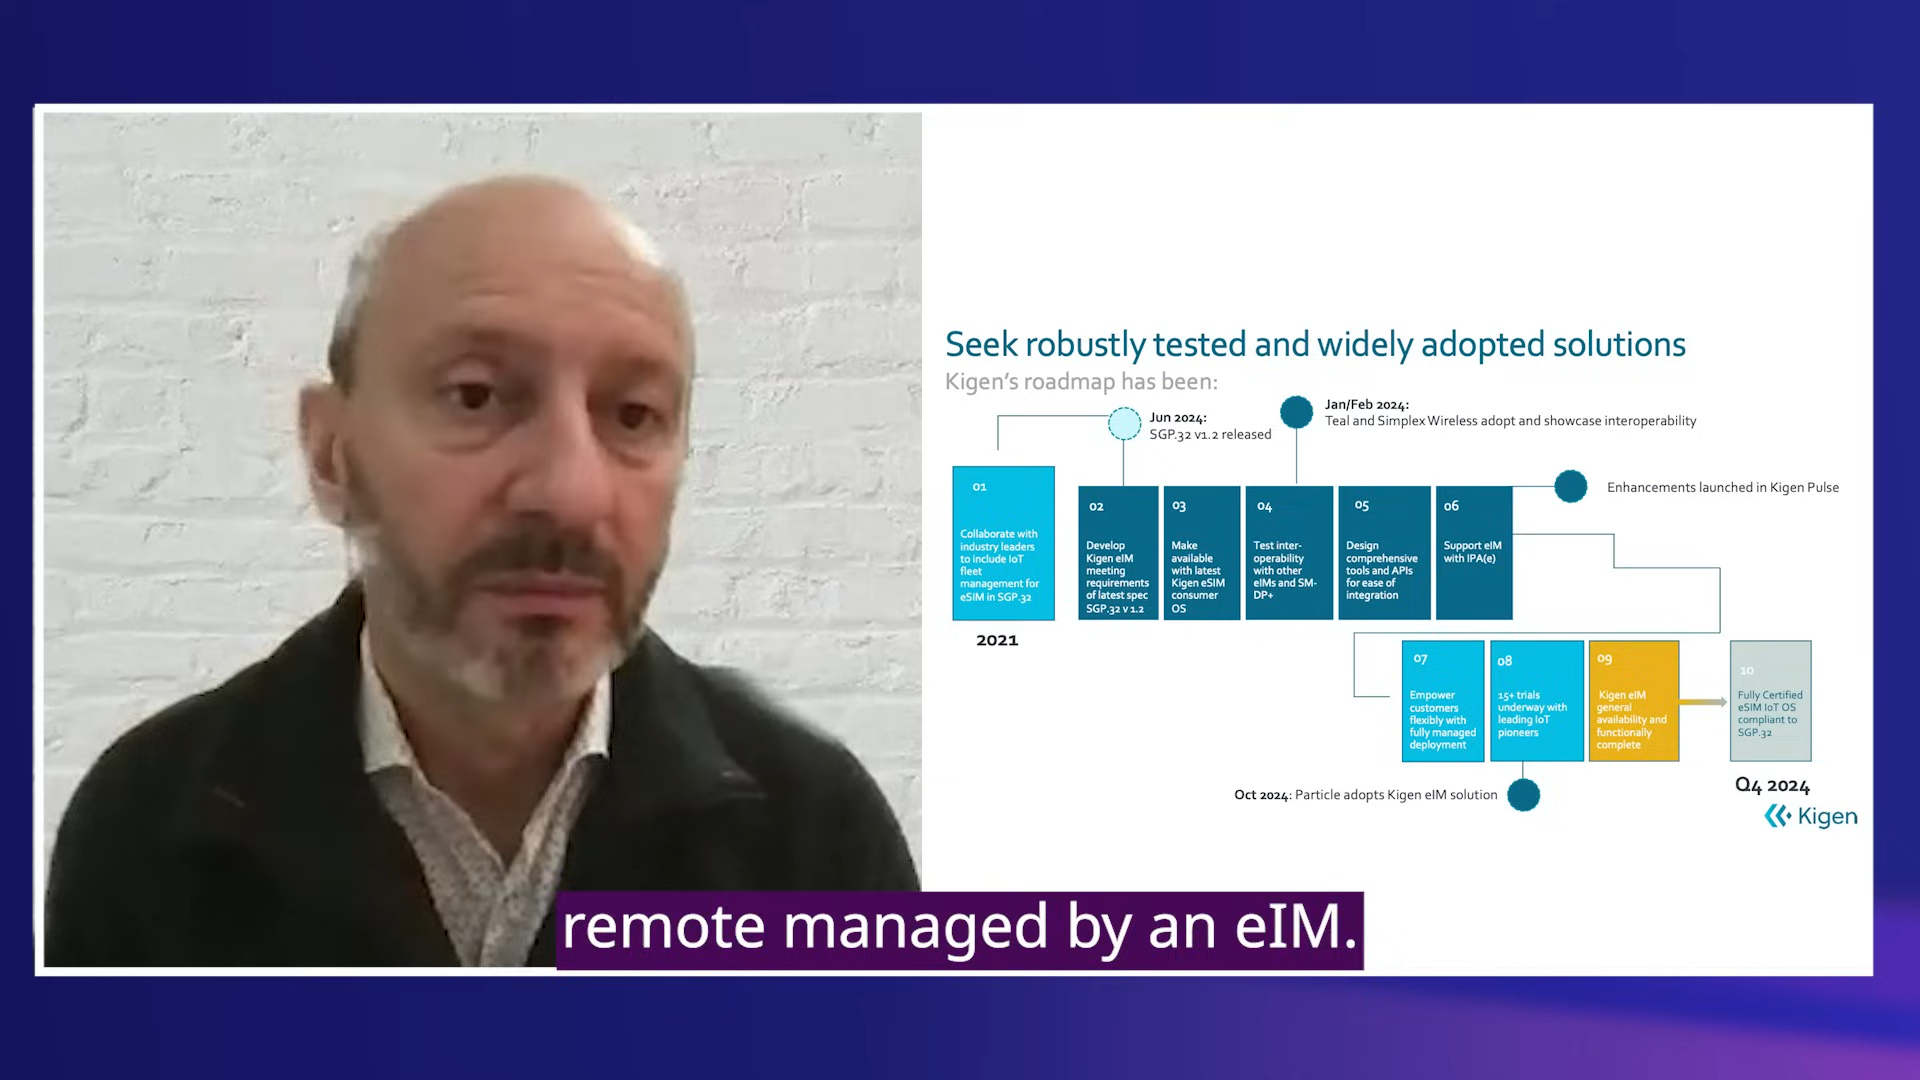 Seek robustly tested and widely adopted solutions
Kigen's roadmap has been:
Jun 2024:
SGP.32 v1.2 released
Jan/Feb 2024:
Teal and Simplex Wireless adopt and showcase interoperability
Enhancements launched in Kigen Pulse
01
Collaborate with
industry leaders
to include IoT
fleet
management for
eSIM in SGP.32
2021
02
Develop
Kigen eIM
meeting
requirements
of latest spec
SGP.32 v 1.2
03
Make
available
with latest
Kigen eSIM
consumer
OS
04
Test inter-
operability
with other
eIMs and SM-
DP+
05
Design
comprehensive
tools and APIs
for ease of
integration
06
Support eIM
with IPA(e)
07
Empower
customers
flexibly with
fully managed
deployment
08
15+ trials
underway with
leading IoT
pioneers
09
Kigen eIM
general
availability and
functionally
complete
10
Fully Certified
eSIM IoT OS
compliant to
SGP.32
Q4 2024
Oct 2024: Particle adopts Kigen eIM solution
Kigen
remote managed by an eIM.